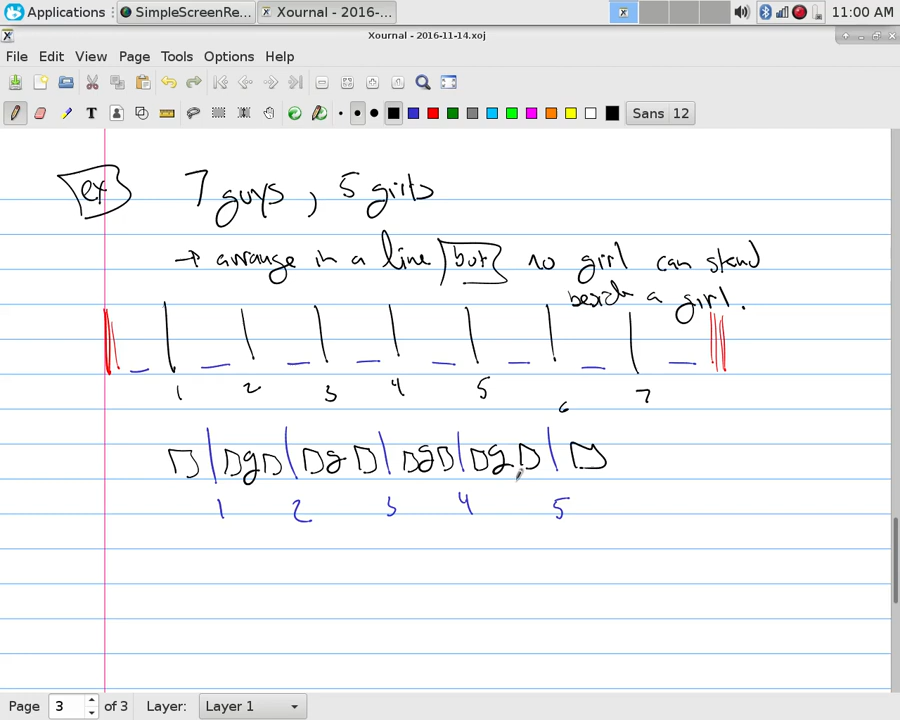 Applications SimpleScreenRe... Xournal - 2016-... 11:00 AM
Xournal - 2016-11-14.xoj
File Edit View Page Tools Options Help
T Sans 12
ex 7 guys, 5 girls
→ arrange in a line but no girl can stand
beside a girl.
1 2 3 4 5 6 7
g g g g
1 2 3 4 5
Page 3 of 3 Layer: Layer 1